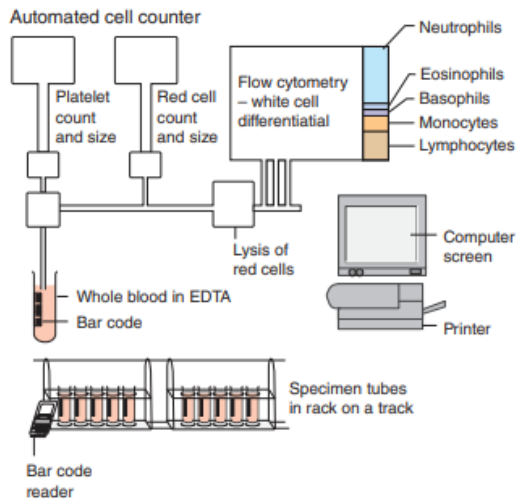 Automated cell counter
Platelet
count
and size
Red cell
count
and size
Flow cytometry
– white cell
differentiatial
Neutrophils
Eosinophils
Basophils
Monocytes
Lymphocytes
Lysis of
red cells
Computer
screen
Whole blood in EDTA
Bar code
Printer
Specimen tubes
in rack on a track
Bar code
reader